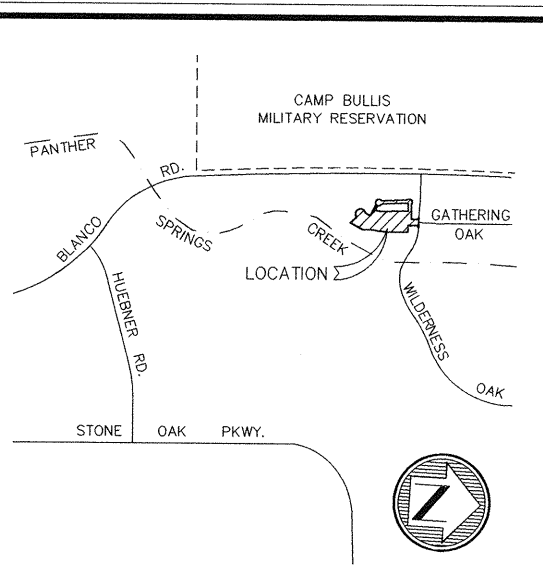 CAMP BULLIS
MILITARY RESERVATION
PANTHER
RD.
BLANCO
SPRINGS
CREEK
GATHERING
OAK
LOCATION
HUEBNER RD.
WILDERNESS
OAK
STONE OAK PKWY.
N